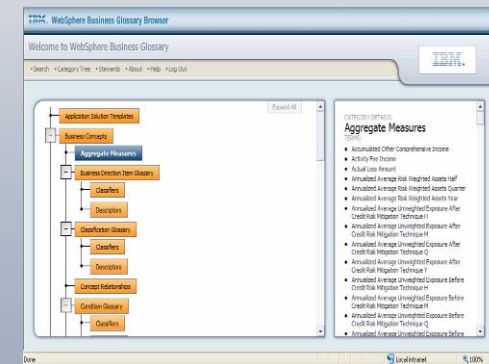 IBM. WebSphere Business Glossary Browser
Welcome to WebSphere Business Glossary
IBM.
•Search •Category Tree •Stewards •About •Help •Log Out
Expand All
Application Solution Templates
Business Concepts
Aggregate Measures
Business Direction Item Glossary
Classifiers
Descriptors
Classification Glossary
Classifiers
Descriptors
Concept Relationships
Condition Glossary
Classifiers
CATEGORY DETAILS:
Aggregate Measures
TERMS:
• Accumulated Other Comprehensive Income
• Activity Fee Income
• Actual Loss Amount
• Annualized Average Risk Weighted Assets Half
• Annualized Average Risk Weighted Assets Quarter
• Annualized Average Risk Weighted Assets Year
• Annualized Average Unweighted Exposure After
Credit Risk Mitigation Technique H
• Annualized Average Unweighted Exposure After
Credit Risk Mitigation Technique M
• Annualized Average Unweighted Exposure After
Credit Risk Mitigation Technique Q
• Annualized Average Unweighted Exposure After
Credit Risk Mitigation Technique Y
• Annualized Average Unweighted Exposure Before
Credit Risk Mitigation Technique H
• Annualized Average Unweighted Exposure Before
Credit Risk Mitigation Technique M
• Annualized Average Unweighted Exposure Before
Credit Risk Mitigation Technique Q
• Annualized Average Unweighted Exposure Before
Done
Local intranet
100%